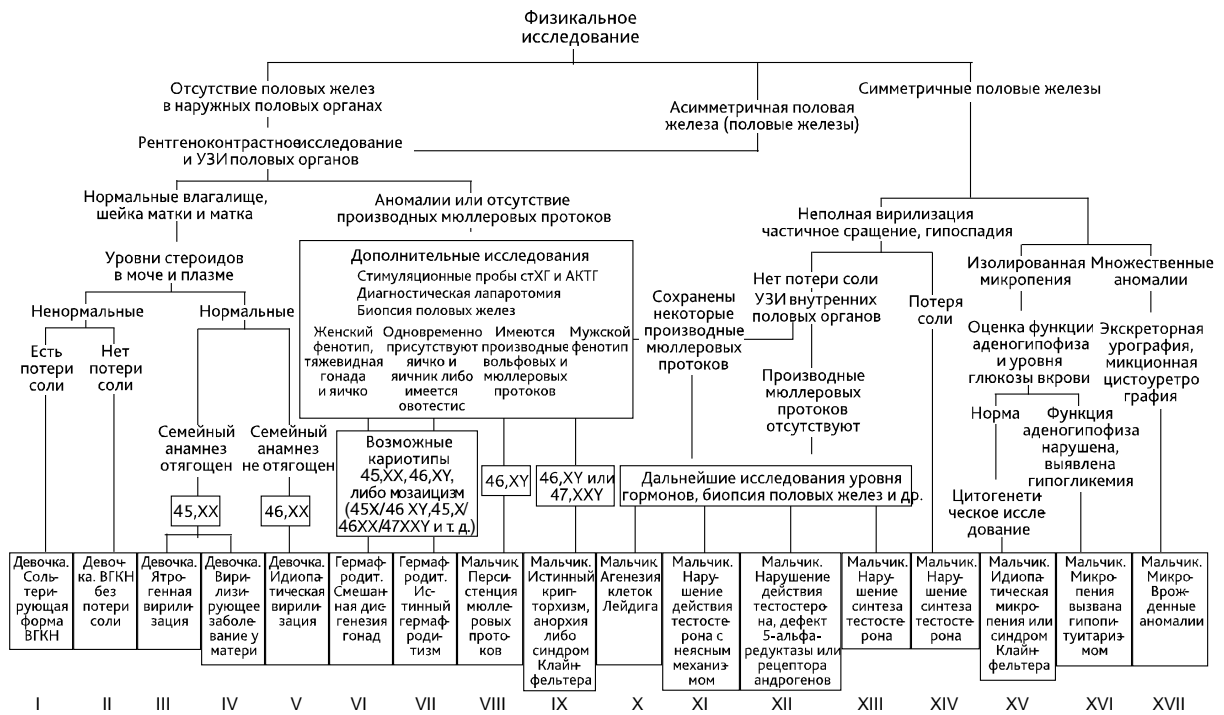 Физикальное
исследование
Отсутствие половых желез
в наружных половых органах
Асимметричная половая
железа (половые железы)
Симметричные половые железы
Рентгеноконтрастное исследование
и УЗИ половых органов
Нормальные влагалище,
шейка матки и матка
Аномалии или отсутствие
производных мюллеровых протоков
Неполная вирилизация
частичное сращение, гипоспадия
Уровни стероидов
в моче и плазме
Дополнительные исследования
Стимуляционные пробы стХГ и АКТГ
Диагностическая лапаротомия
Биопсия половых желез
Женский
фенотип,
тяжевидная
гонада
и яичко
Одновременно
присутствуют
яичко и
яичник либо
имеется
овотестис
Имеются
производные
вольфовых и
мюллеровых
протоков
Мужской
фенотип
Ненормальные
Нормальные
Есть
потери
соли
Нет
потери
соли
Сохранены
некоторые
производные
мюллеровых
протоков
Нет потери соли
УЗИ внутренних
половых органов
Производные
мюллеровых
протоков
отсутствуют
Потеря
соли
Изолированная
микропения
Множественные
аномалии
Оценка функции
аденогипофиза
и уровня
глюкозы вкрови
Экскреторная
урография,
микционная
цистоуретро
графия
Норма
Функция
аденогипофиза
нарушена,
выявлена
гипогликемия
Цитогенети-
ческое иссле-
дование
Семейный
анамнез
отягощен
Семейный
анамнез
не отягощен
45,XX
46,XX
Возможные
кариотипы
45,XX, 46,XY,
либо мозаицизм
(45X/46 XY,45,X/
46XX/47XXY и т. д.)
46,XY
46,XY или
47,XXY
Дальнейшие исследования уровня
гормонов, биопсия половых желез и др.
Девочка.
Соль-
терирующая
форма
ВГКН
Девоч-
ка. ВГКН
без
потери
соли
Девочка.
Ятро-
генная
вирили-
зация
Девочка.
Вири-
лизи-
рующее
заболе-
вание у
матери
Девочка.
Идиопа-
тическая
вирили-
зация
Гермаф-
родит.
Смешан-
ная дис-
генезия
гонад
Гермаф-
родит.
Ис-
тинный
гермаф-
роди-
тизм
Мальчик.
Перси-
стенция
мюлле-
ровых
прото-
ков
Мальчик.
Истинный
крип-
торхизм,
анорхия
либо
синдром
Клайн-
фельтера
Мальчик.
Агенезия
клеток
Лейдига
Мальчик.
Нару-
шение
действия
тестосте-
рона с
неясным
механиз-
мом
Мальчик.
Нарушение
действия
тестостеро-
на, дефект
5-альфа-
редуктазы или
рецептора
андрогенов
Мальчик.
Нару-
шение
синтеза
тестосте-
рона
Мальчик.
Нару-
шение
синтеза
тестосте-
рона
Мальчик.
Идиопа-
тическая
микро-
пения или
синдром
Клайн-
фельтера
Мальчик.
Микро-
пения
вызвана
гипопи-
туитариз-
мом
Мальчик.
Микро-
Врож-
денные
аномалии
I II III IV V VI VII VIII IX X XI XII XIII XIV XV XVI XVII